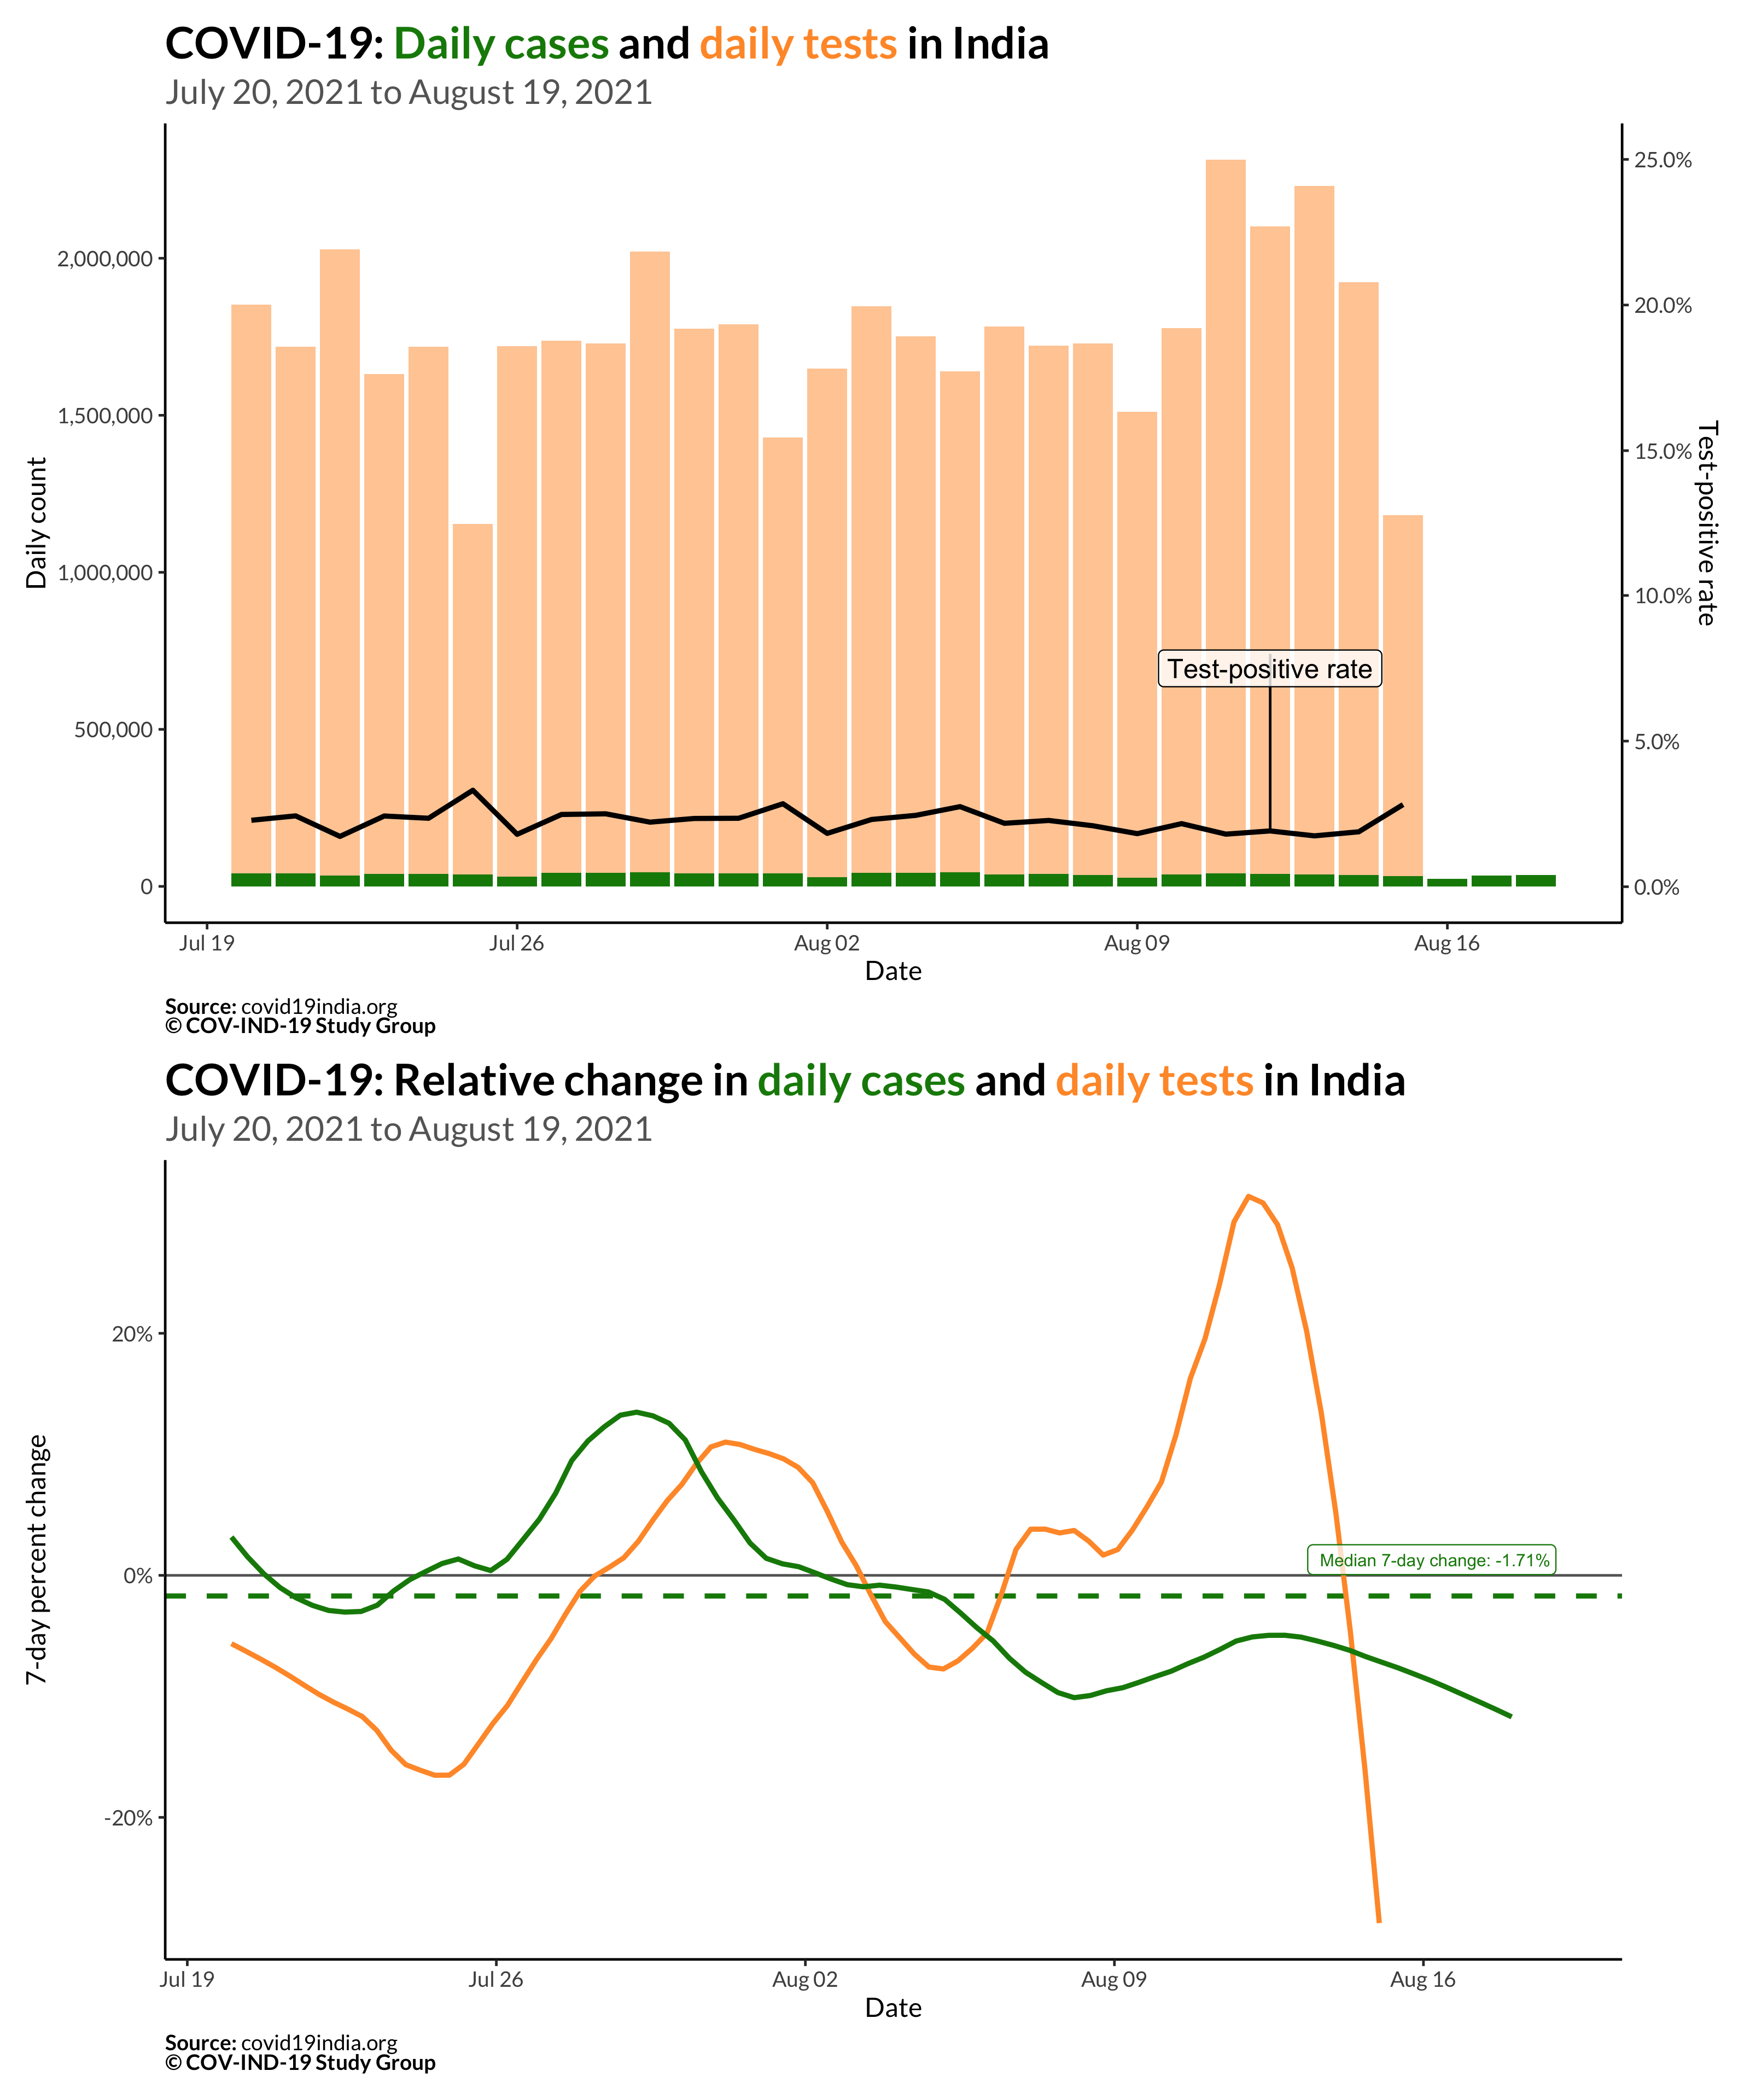 COVID-19: Daily cases and daily tests in India
July 20, 2021 to August 19, 2021
25.0%
2,000,000
20.0%
1,500,000
15.0%
Daily count
Test-positive rate
1,000,000
10.0%
Test-positive rate
500,000
5.0%
0
0.0%
Jul 19
Jul 26
Aug 02
Aug 09
Aug 16
Date
Source: covid19india.org
© COV-IND-19 Study Group
COVID-19: Relative change in daily cases and daily tests in India
July 20, 2021 to August 19, 2021
20%
7-day percent change
Median 7-day change: -1.71%
0%
-20%
Jul 19
Jul 26
Aug 02
Aug 09
Aug 16
Date
Source: covid19india.org
© COV-IND-19 Study Group